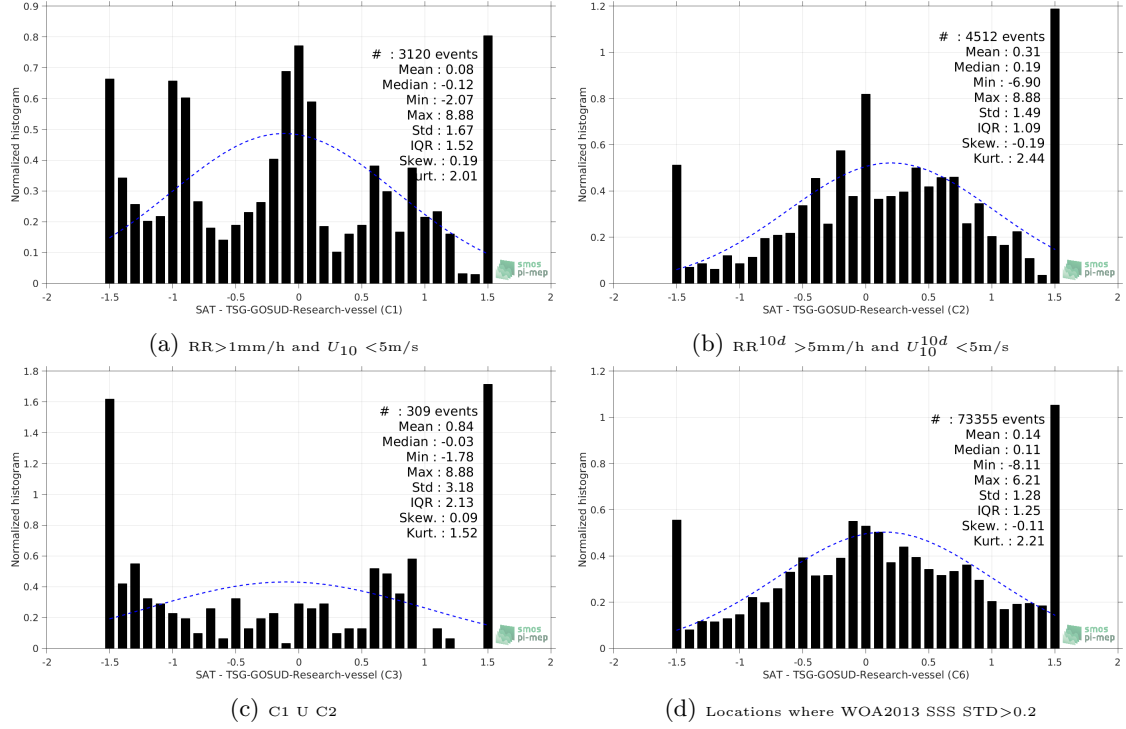 0.9
0.8
0.7
0.6
0.5
0.4
0.3
0.2
0.1
0
Normalized histogram
# : 3120 events
Mean : 0.08
Median : -0.12
Min : -2.07
Max : 8.88
Std : 1.67
IQR : 1.52
Skew. : 0.19
Kurt. : 2.01
smos
pi-mep
-2 -1.5 -1 -0.5 0 0.5 1 1.5 2
SAT - TSG-GOSUD-Research-vessel (C1)
(a) RR>1mm/h and U10 <5m/s
1.2
1
0.8
0.6
0.4
0.2
0
Normalized histogram
# : 4512 events
Mean : 0.31
Median : 0.19
Min : -6.90
Max : 8.88
Std : 1.49
IQR : 1.09
Skew. : -0.19
Kurt. : 2.44
smos
pi-mep
-2 -1.5 -1 -0.5 0 0.5 1 1.5 2
SAT - TSG-GOSUD-Research-vessel (C2)
(b) RR^10d >5mm/h and U10^10d <5m/s
1.8
1.6
1.4
1.2
1
0.8
0.6
0.4
0.2
0
Normalized histogram
# : 309 events
Mean : 0.84
Median : -0.03
Min : -1.78
Max : 8.88
Std : 3.18
IQR : 2.13
Skew. : 0.09
Kurt. : 1.52
smos
pi-mep
-2 -1.5 -1 -0.5 0 0.5 1 1.5 2
SAT - TSG-GOSUD-Research-vessel (C3)
(c) C1 U C2
1.2
1
0.8
0.6
0.4
0.2
0
Normalized histogram
# : 73355 events
Mean : 0.14
Median : 0.11
Min : -8.11
Max : 6.21
Std : 1.28
IQR : 1.25
Skew. : -0.11
Kurt. : 2.21
smos
pi-mep
-2 -1.5 -1 -0.5 0 0.5 1 1.5 2
SAT - TSG-GOSUD-Research-vessel (C6)
(d) Locations where WOA2013 SSS STD>0.2